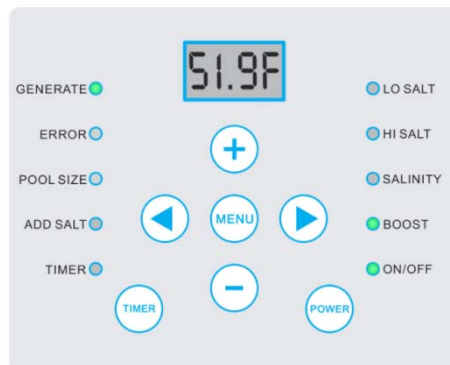 51.9F
GENERATE
ERROR
POOL SIZE
ADD SALT
TIMER
LO SALT
HI SALT
SALINITY
BOOST
ON/OFF
+
MENU
−
TIMER
POWER